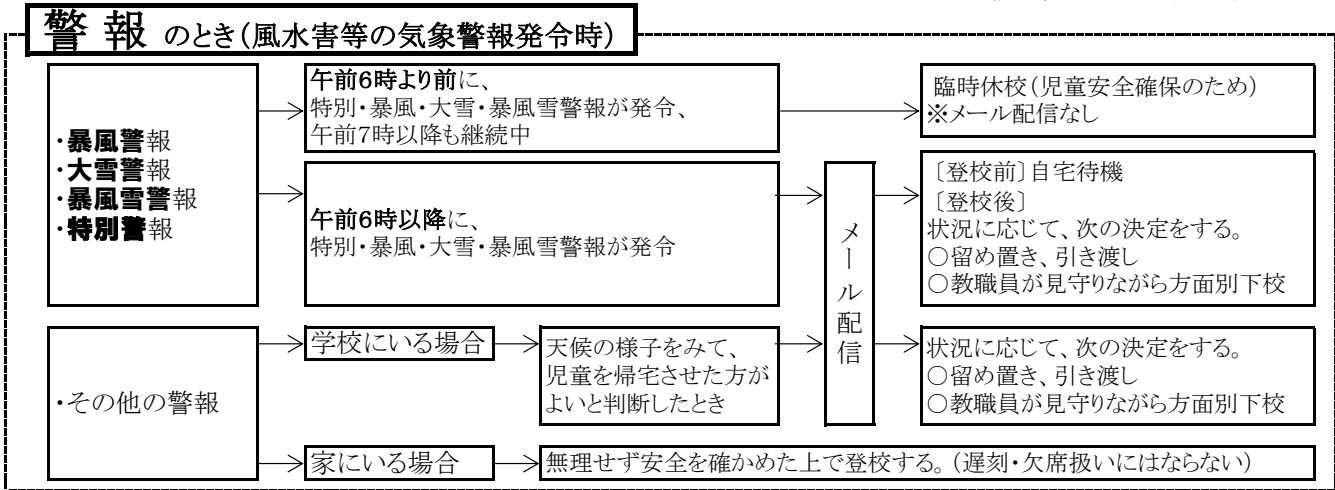 警 報 のとき（風水害等の気象警報発令時）
・暴風警報
・大雪警報
・暴風雪警報
・特別警報
午前6時より前に、
特別・暴風・大雪・暴風雪警報が発令、
午前7時以降も継続中
臨時休校（児童安全確保のため）
※メール配信なし
午前6時以降に、
特別・暴風・大雪・暴風雪警報が発令
メール配信
〔登校前〕自宅待機
〔登校後〕
状況に応じて、次の決定をする。
○留め置き、引き渡し
○教職員が見守りながら方面別下校
・その他の警報
学校にいる場合
天候の様子をみて、
児童を帰宅させた方が
よいと判断したとき
状況に応じて、次の決定をする。
○留め置き、引き渡し
○教職員が見守りながら方面別下校
家にいる場合
無理せず安全を確かめた上で登校する。（遅刻・欠席扱いにはならない）